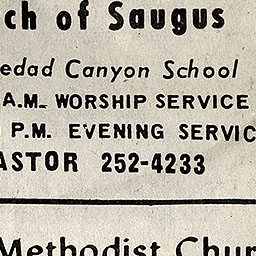 ch of Saugus
edad Canyon School
A.M. WORSHIP SERVICE
P.M. EVENING SERVIC
ASTOR 252-4233
Methodist Chur